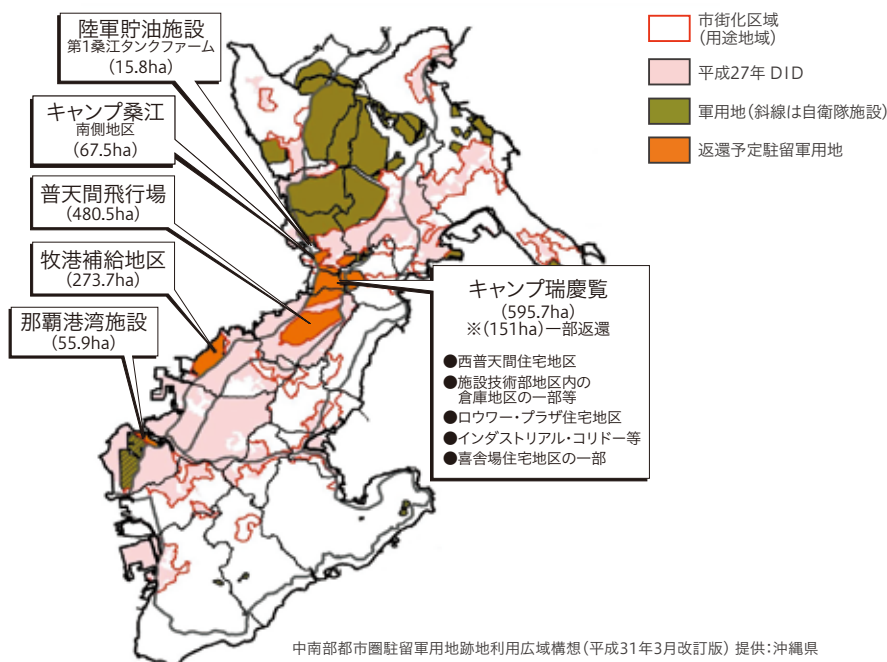 陸軍貯油施設
第1桑江タンクファーム
(15.8ha)
キャンプ桑江
南側地区
(67.5ha)
普天間飛行場
(480.5ha)
牧港補給地区
(273.7ha)
那覇港湾施設
(55.9ha)
市街化区域
(用途地域)
平成27年 DID
軍用地(斜線は自衛隊施設)
返還予定駐留軍用地
キャンプ瑞慶覧
(595.7ha)
※(151ha)一部返還
●西普天間住宅地区
●施設技術部地区内の
倉庫地区の一部等
●ロウワー・プラザ住宅地区
●インダストリアル・コリドー等
●喜舎場住宅地区の一部
中南部都市圏駐留軍用地跡地利用広域構想(平成31年3月改訂版) 提供:沖縄県